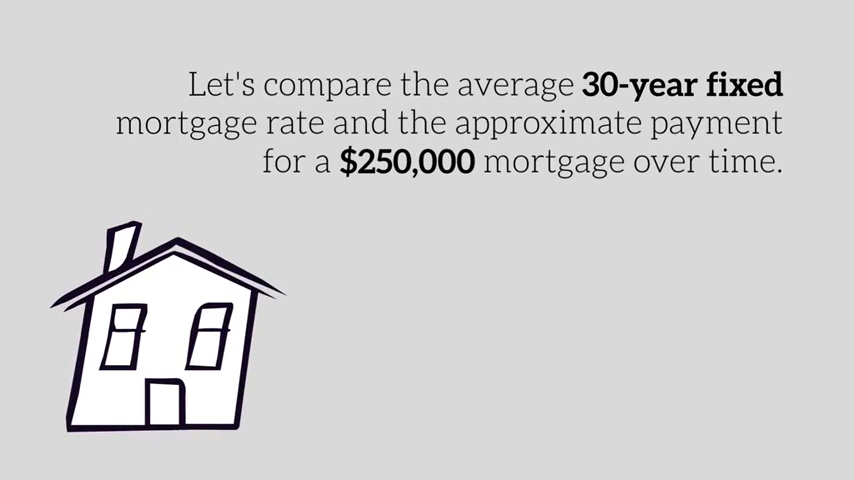 Let's compare the average 30-year fixed
mortgage rate and the approximate payment
for a $250,000 mortgage over time.